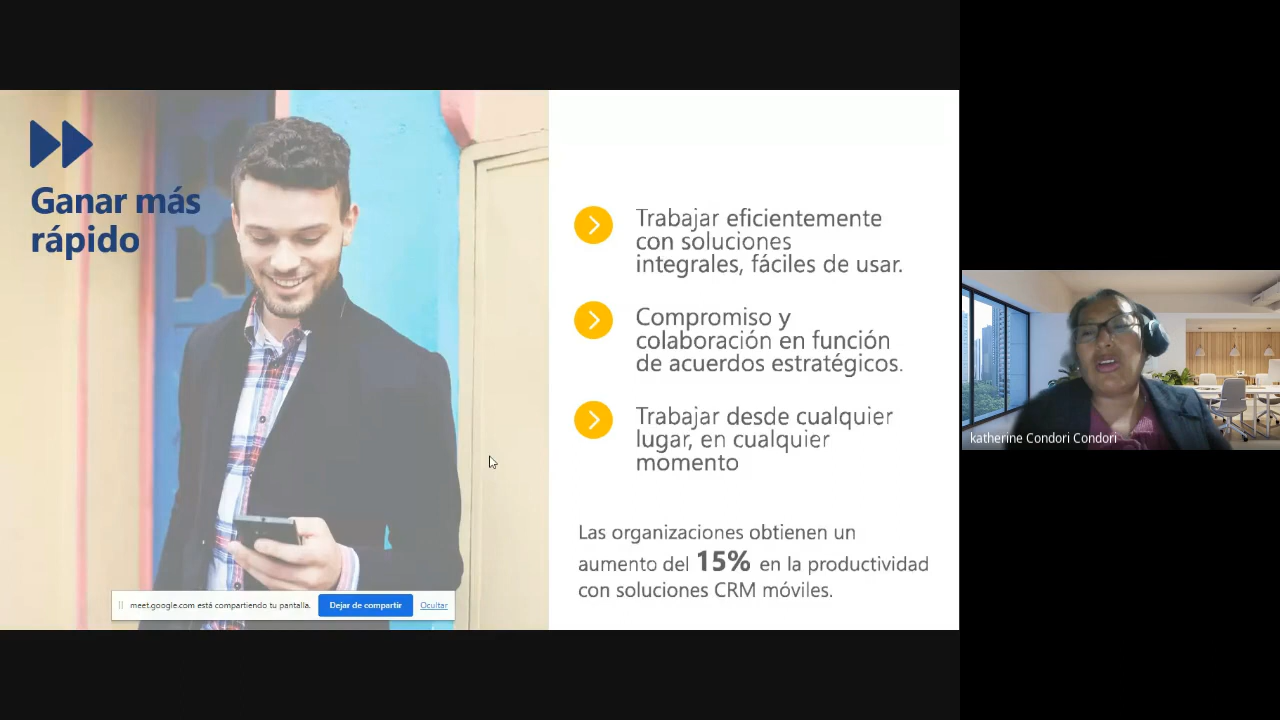 Ganar más
rápido
Trabajar eficientemente
con soluciones
integrales, fáciles de usar.
Compromiso y
colaboración en función
de acuerdos estratégicos.
Trabajar desde cualquier
lugar, en cualquier
momento
Las organizaciones obtienen un
aumento del 15% en la productividad
con soluciones CRM móviles.
meet.google.com está compartiendo tu pantalla. Dejar de compartir Ocultar
katherine Condori Condori